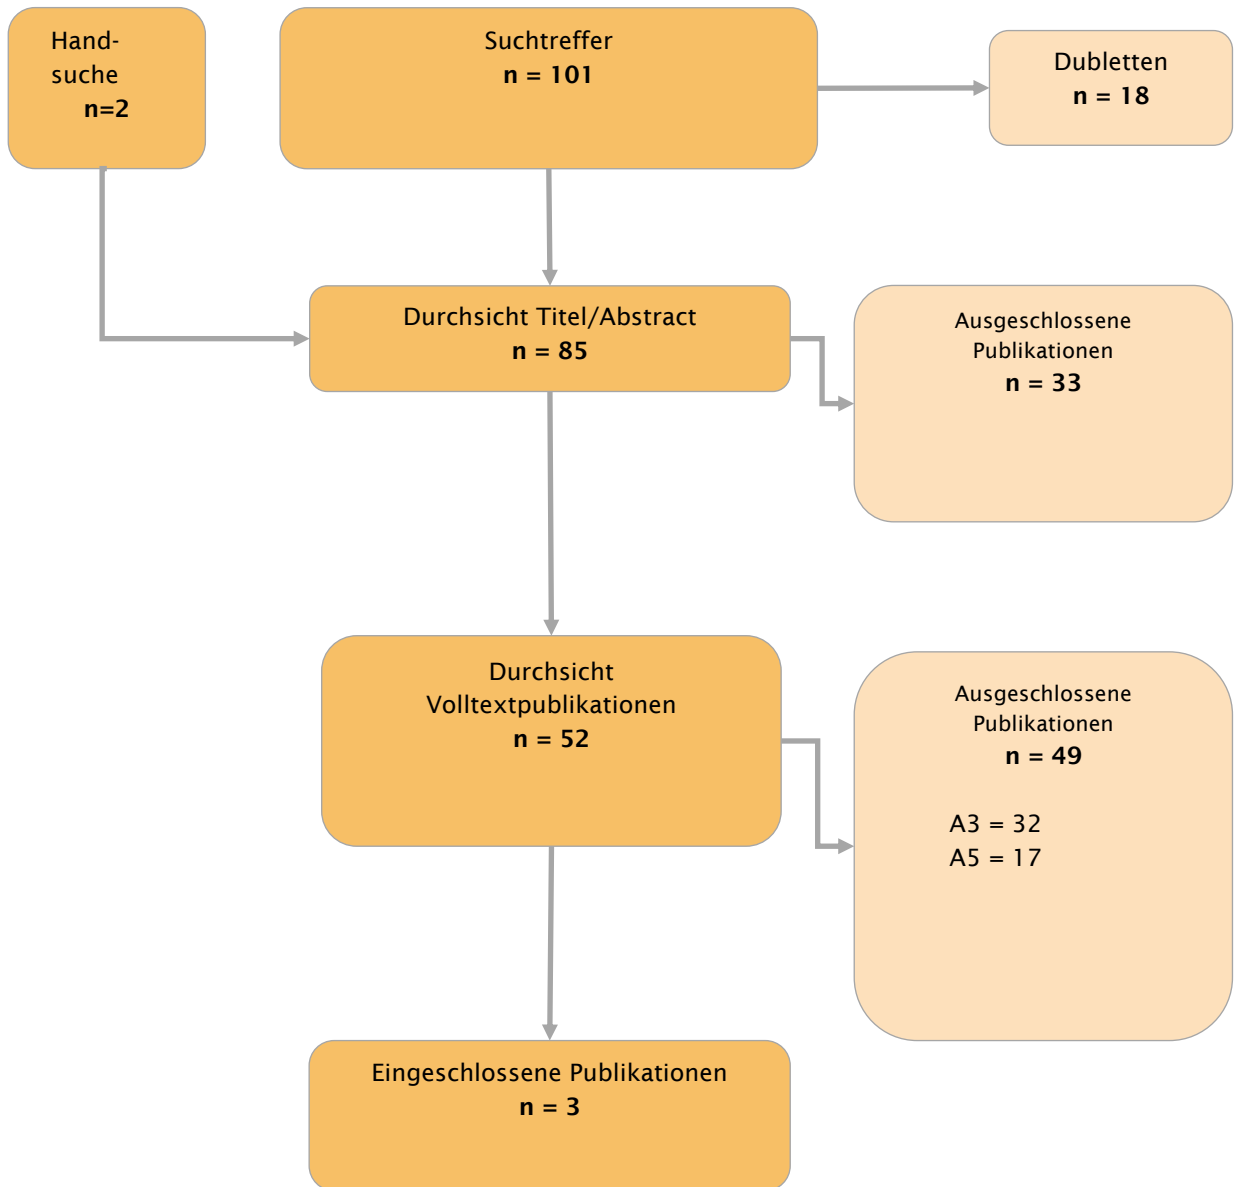 Hand-
suche
n=2
Suchtreffer
n = 101
Dubletten
n = 18
Durchsicht Titel/Abstract
n = 85
Ausgeschlossene
Publikationen
n = 33
Durchsicht
Volltextpublikationen
n = 52
Ausgeschlossene
Publikationen
n = 49
A3 = 32
A5 = 17
Eingeschlossene Publikationen
n = 3